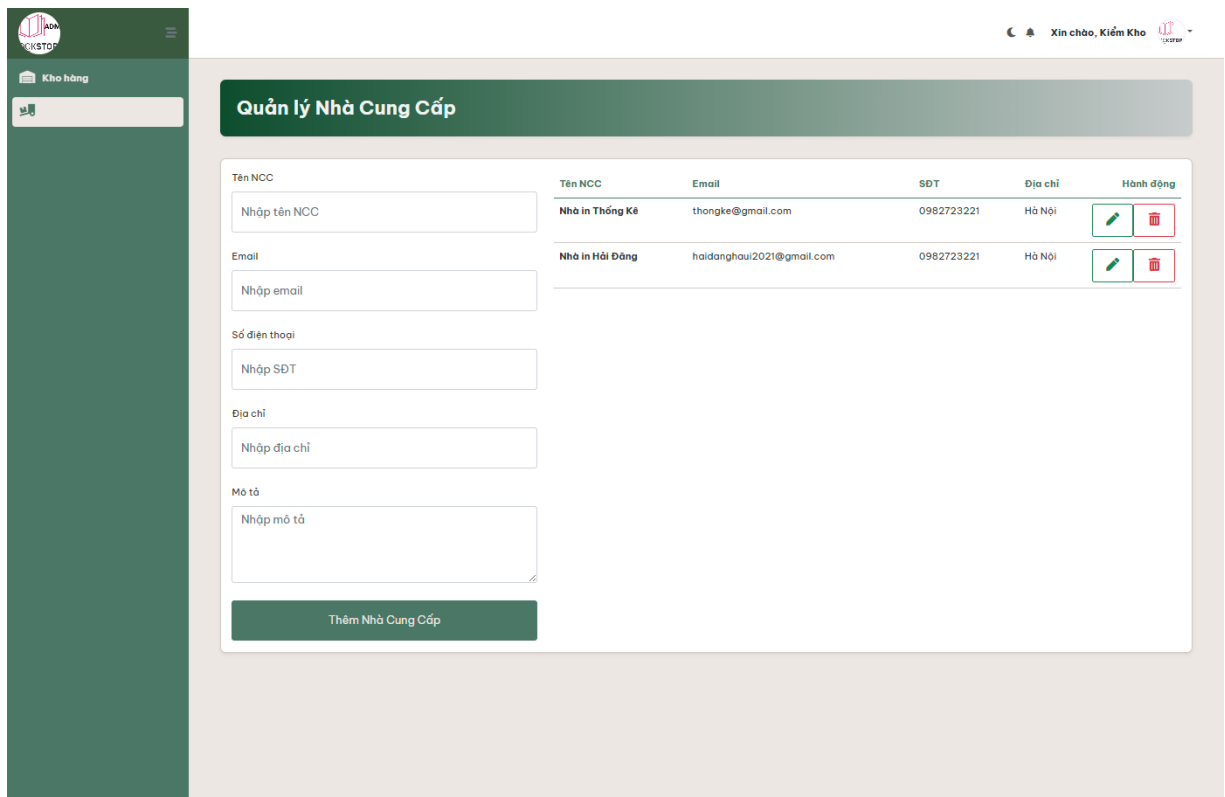 ADM
Xin chào, Kiểm Kho
Kho hàng
Quản lý Nhà Cung Cấp
Tên NCC
Nhập tên NCC
Email
Nhập email
Số điện thoại
Nhập SĐT
Địa chỉ
Nhập địa chỉ
Mô tả
Nhập mô tả
Thêm Nhà Cung Cấp
Tên NCC Email SĐT Địa chỉ Hành động
Nhà in Thống Kê thongke@gmail.com 0982723221 Hà Nội
Nhà in Hải Đăng haidanghaui2021@gmail.com 0982723221 Hà Nội